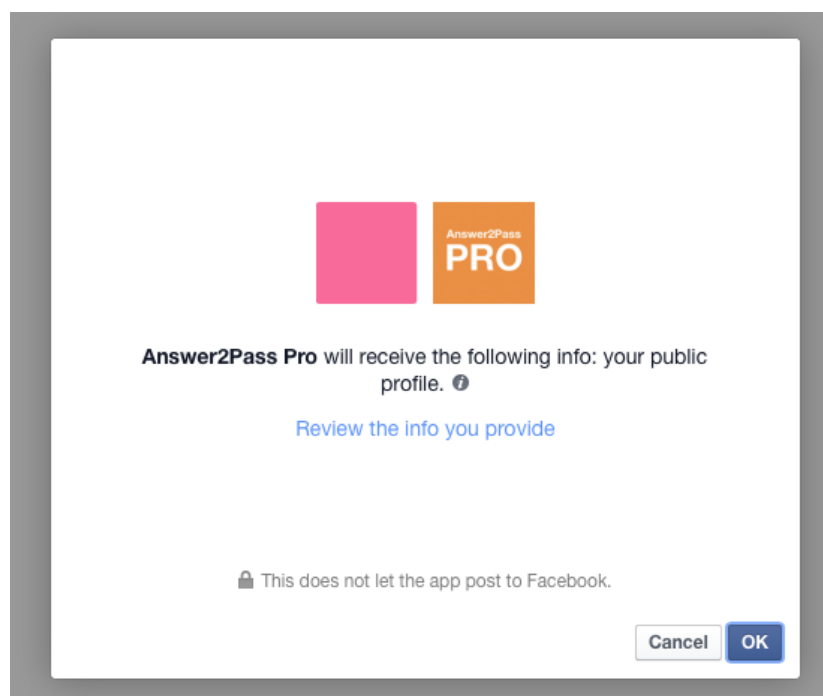 Answer2Pass
PRO
Answer2Pass Pro will receive the following info: your public
profile.
Review the info you provide
This does not let the app post to Facebook.
Cancel OK